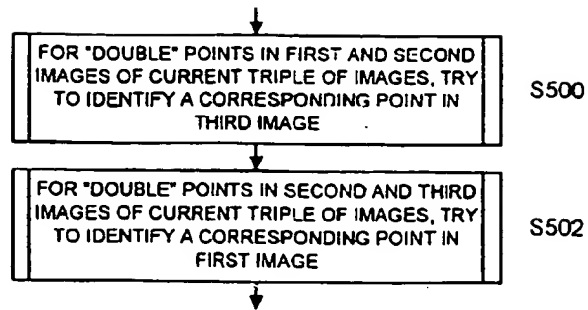 FOR "DOUBLE" POINTS IN FIRST AND SECOND
IMAGES OF CURRENT TRIPLE OF IMAGES, TRY
TO IDENTIFY A CORRESPONDING POINT IN
THIRD IMAGE
S500
FOR "DOUBLE" POINTS IN SECOND AND THIRD
IMAGES OF CURRENT TRIPLE OF IMAGES, TRY
TO IDENTIFY A CORRESPONDING POINT IN
FIRST IMAGE
S502